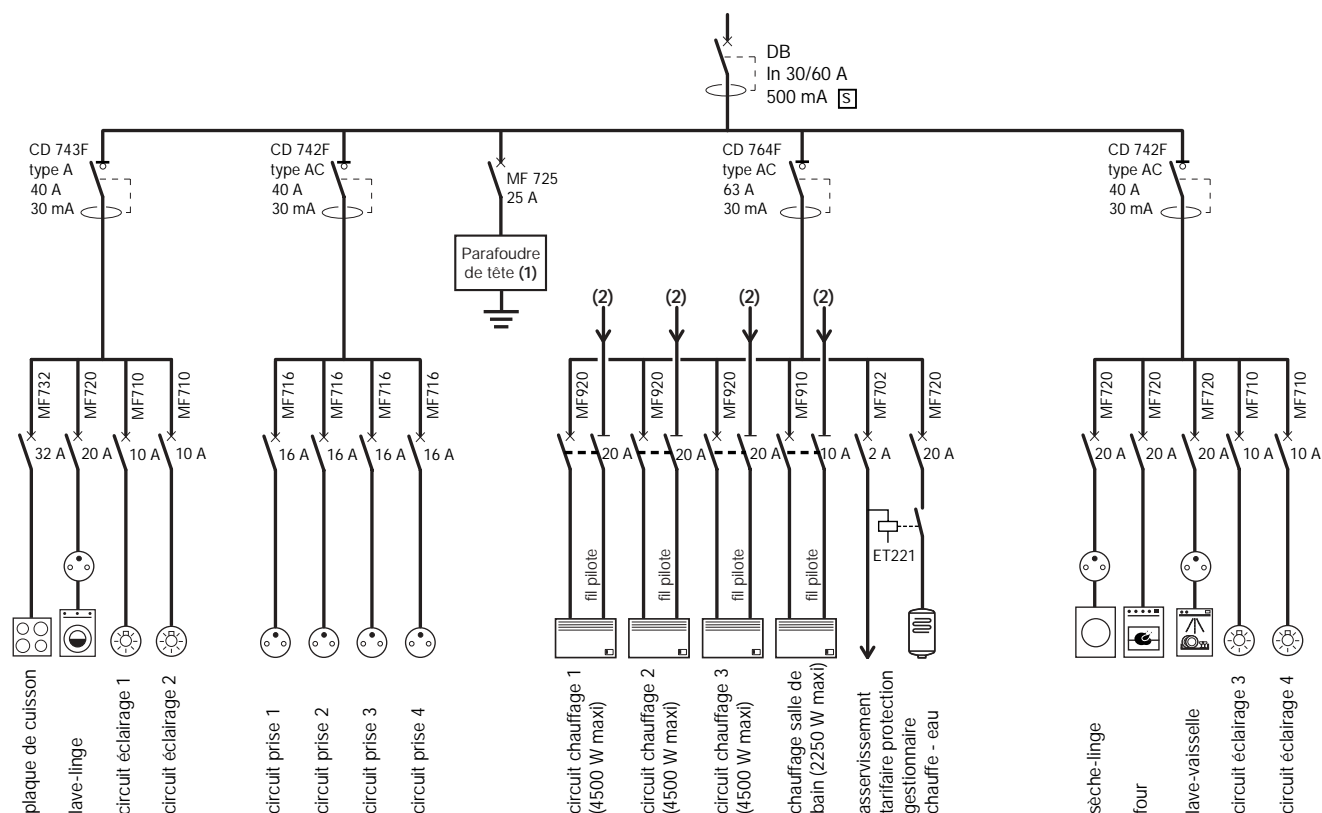 DB
In 30/60 A
500 mA S
CD 743F
type A
40 A
30 mA
CD 742F
type AC
40 A
30 mA
MF 725
25 A
Parafoudre
de tête (1)
CD 764F
type AC
63 A
30 mA
CD 742F
type AC
40 A
30 mA
(2)
(2)
(2)
(2)
MF732
MF720
MF710
MF710
MF716
MF716
MF716
MF716
MF920
MF920
MF920
MF910
MF702
MF720
MF720
MF720
MF720
MF710
MF710
32 A
20 A
10 A
10 A
16 A
16 A
16 A
16 A
20 A
20 A
20 A
10 A
2 A
20 A
20 A
20 A
20 A
10 A
10 A
ET221
fil pilote
fil pilote
fil pilote
fil pilote
plaque de cuisson
lave-linge
circuit éclairage 1
circuit éclairage 2
circuit prise 1
circuit prise 2
circuit prise 3
circuit prise 4
circuit chauffage 1
(4500 W maxi)
circuit chauffage 2
(4500 W maxi)
circuit chauffage 3
(4500 W maxi)
chauffage salle de
bain (2250 W maxi)
asservissement
tarifaire protection
gestionnaire
chauffe - eau
sèche-linge
four
lave-vaisselle
circuit éclairage 3
circuit éclairage 4